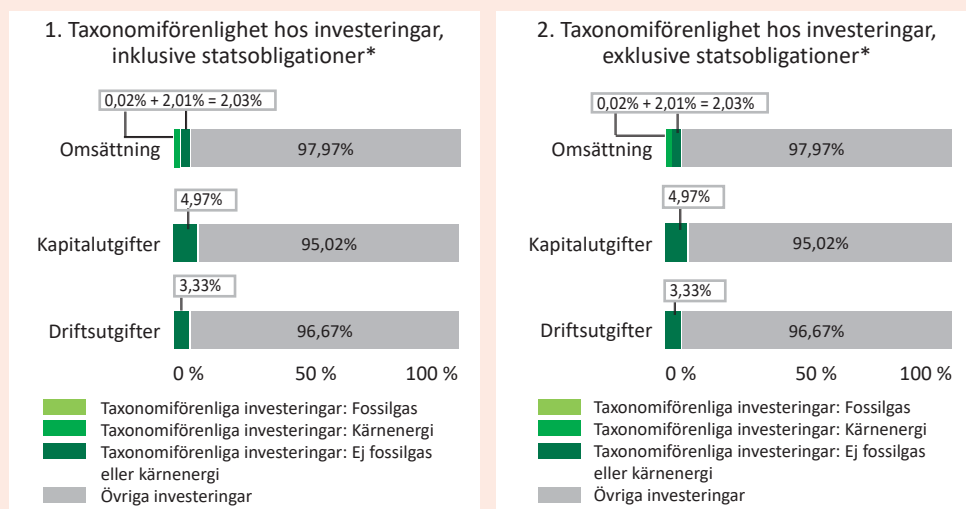 1. Taxonomiförenlighet hos investeringar,
inklusive statsobligationer*
0,02% + 2,01% = 2,03%
Omsättning
97,97%
4,97%
Kapitalutgifter
95,02%
3,33%
Driftsutgifter
96,67%
0 % 50 % 100 %
Taxonomiförenliga investeringar: Fossilgas
Taxonomiförenliga investeringar: Kärnenergi
Taxonomiförenliga investeringar: Ej fossilgas
eller kärnenergi
Övriga investeringar
2. Taxonomiförenlighet hos investeringar,
exklusive statsobligationer*
0,02% + 2,01% = 2,03%
Omsättning
97,97%
4,97%
Kapitalutgifter
95,02%
3,33%
Driftsutgifter
96,67%
0 % 50 % 100 %
Taxonomiförenliga investeringar: Fossilgas
Taxonomiförenliga investeringar: Kärnenergi
Taxonomiförenliga investeringar: Ej fossilgas
eller kärnenergi
Övriga investeringar